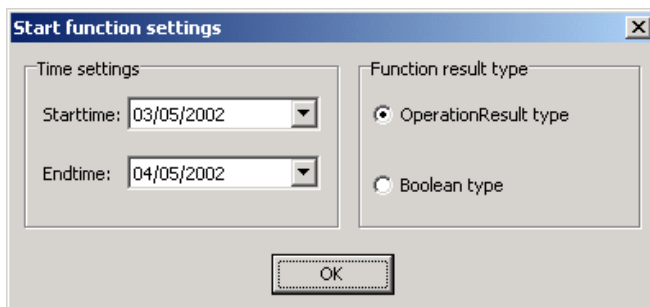 Start function settings
Time settings
Starttime: 03/05/2002
Endtime: 04/05/2002
Function result type
OperationResult type
Boolean type
OK